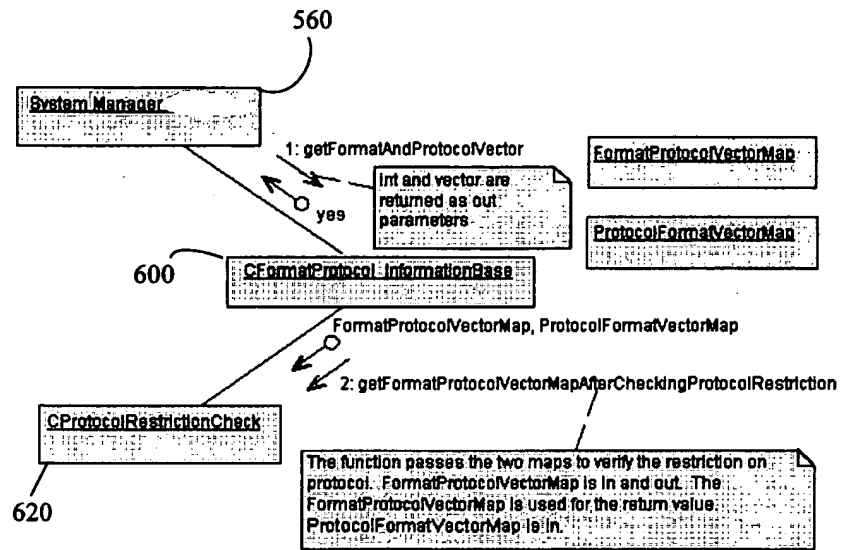 560
System Manager
1: getFormatAndProtocolVector
FormatProtocolVectorMap
Int and vector are
returned as out
parameters
yes
ProtocolFormatVectorMap
600
CFormatProtocol_InformationBase
FormatProtocolVectorMap, ProtocolFormatVectorMap
2: getFormatProtocolVectorMapAfterCheckingProtocolRestriction
CProtocolRestrictionCheck
The function passes the two maps to verify the restriction on
protocol. FormatProtocolVectorMap is in and out. The
FormatProtocolVectorMap is used for the return value.
ProtocolFormatVectorMap is in.
620